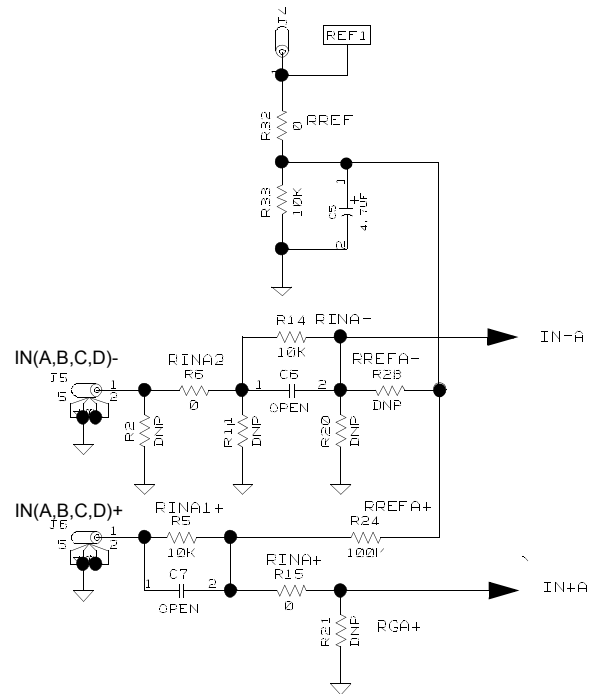 J4
REF1
1
R32
0
RREF
R33
10K
1
C5
+
4.7UF
2
R14
RINA-
10K
IN-A
IN(A,B,C,D)-
RINA2
RREFA-
J5
1
R6
1
C6
2
R28
5
2
0
OPEN
DNP
R2
DNP
R11
DNP
R20
DNP
IN(A,B,C,D)+
RINA1+
RREFA+
J6
1
R5
R24
5
2
10K
100K
1
C7
2
RINA+
R15
IN+A
OPEN
0
R21
DNP
RGA+